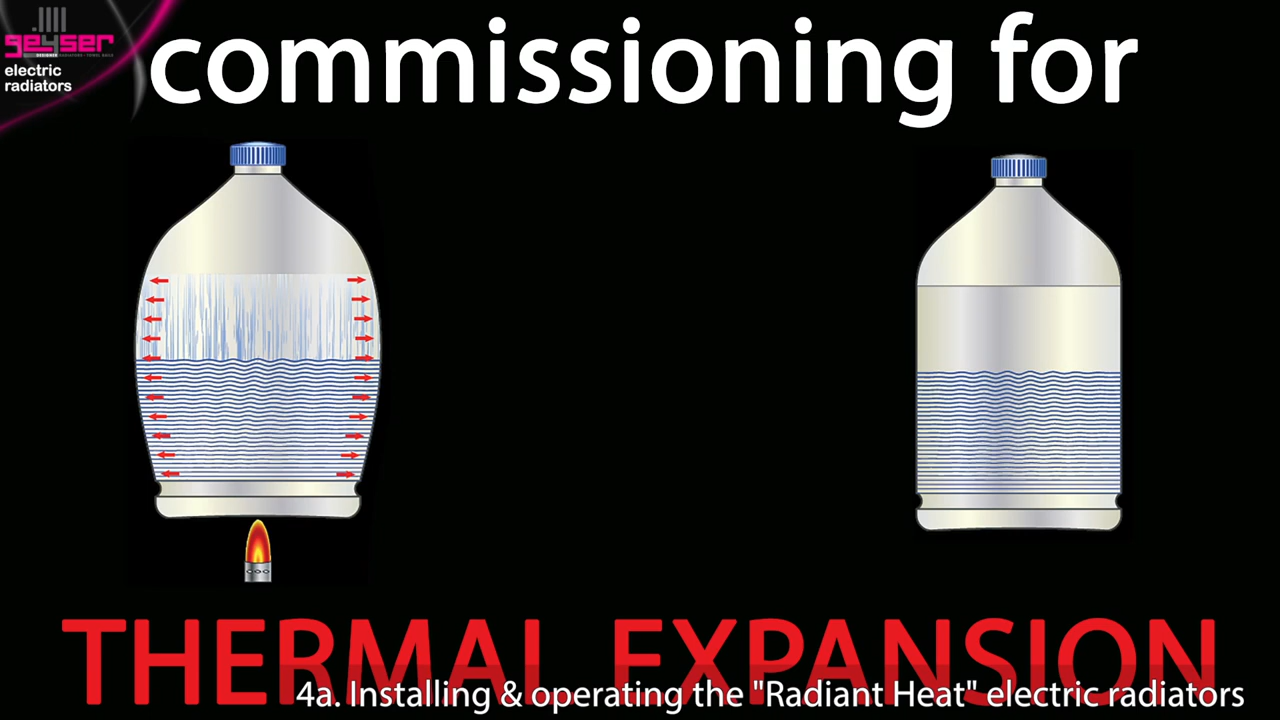 commissioning for
geyser
electric
radiators
THERMAL EXPANSION
4a. Installing & operating the "Radiant Heat" electric radiators